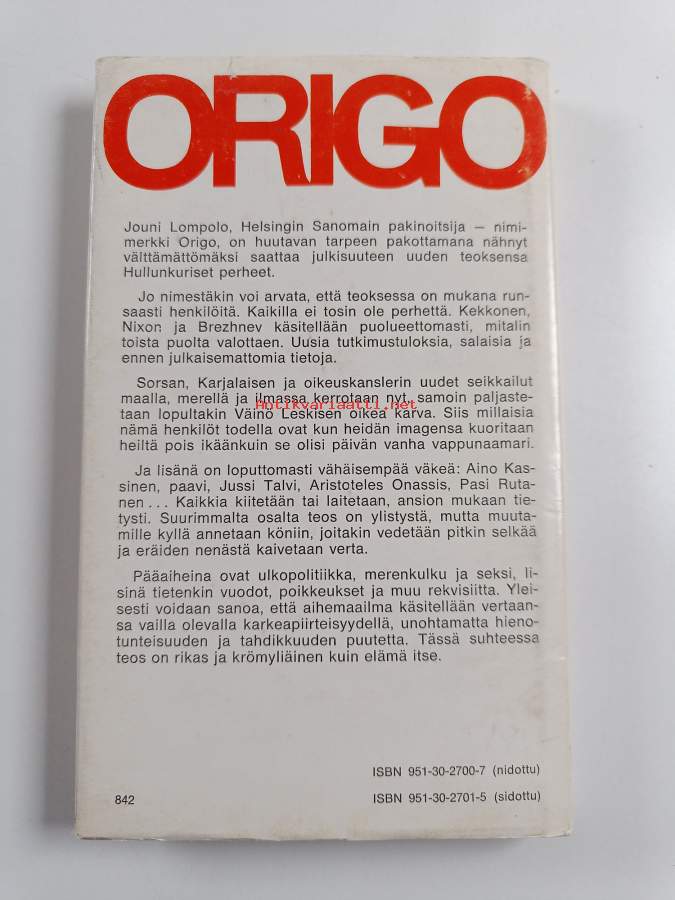 ORIGO
Jouni Lompolo, Helsingin Sanomain pakinoitsija – nimi-
merkki Origo, on huutavan tarpeen pakottamana nähnyt
välttämättömäksi saattaa julkisuuteen uuden teoksensa
Hullunkuriset perheet.
Jo nimestäkin voi arvata, että teoksessa on mukana run-
saasti henkilöitä. Kaikilla ei tosin ole perhettä. Kekkonen,
Nixon ja Brezhnev käsitellään puolueettomasti, mitalin
toista puolta valottaen. Uusia tutkimustuloksia, salaisia ja
ennen julkaisemattomia tietoja.
Sorsan, Karjalaisen ja oikeuskanslerin uudet seikkailut
maalla, merellä ja ilmassa kerrotaan nyt, samoin paljaste-
Antikvariaatti.net
taan lopultakin Väinö Leskisen oikea karva. Siis millaisia
nämä henkilöt todella ovat kun heidän imagensa kuoritaan
heiltä pois ikäänkuin se olisi päivän vanha vappunaamari.
Ja lisänä on loputtomasti vähäisempää väkeä: Aino Kas-
sinen, paavi, Jussi Talvi, Aristoteles Onassis, Pasi Ruta-
nen... Kaikkia kiitetään tai laitetaan, ansion mukaan tie-
tysti. Suurimmalta osalta teos on ylistystä, mutta muuta-
mille kyllä annetaan köniin, joitakin vedetään pitkin selkää
ja eräiden nenästä kaivetaan verta.
Pääaiheina ovat ulkopolitiikka, merenkulku ja seksi, li-
sinä tietenkin vuodot, poikkeukset ja muu rekvisiitta. Ylei-
sesti voidaan sanoa, että aihemaailma käsitellään vertaan-
sa vailla olevalla karkeapiirteisyydellä, unohtamatta hieno-
tunteisuuden ja tahdikkuuden puutetta. Tässä suhteessa
teos on rikas ja krömyliäinen kuin elämä itse.
ISBN 951-30-2700-7 (nidottu)
842 ISBN 951-30-2701-5 (sidottu)